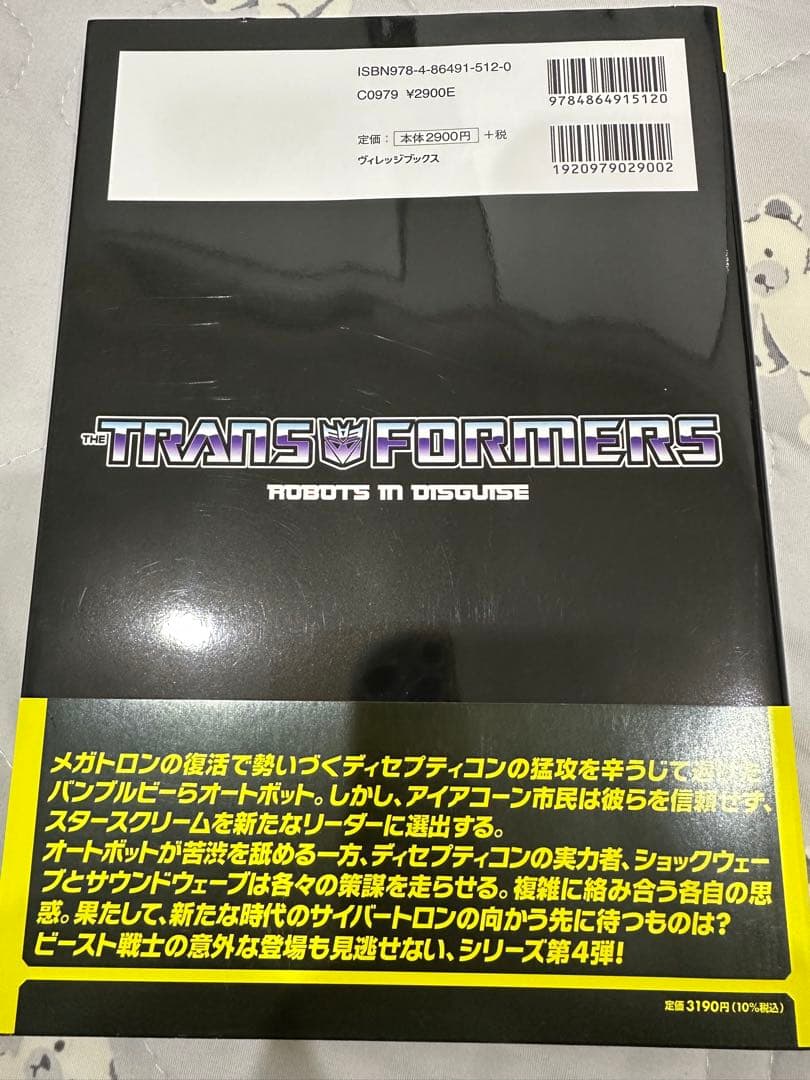 ISBN978-4-86491-512-0
C0979 ¥2900E
9784864915120
定価: 本体2900円 +税
ヴィレッジブックス
1920979029002
THE TRANSFORMERS
ROBOTS IN DISGUISE
メガトロンの復活で勢いづくディセプティコンの猛攻を辛うじて
バンブルビーらオートボット。しかし、アイアコーン市民は彼らを信頼せず、
スタースクリームを新たなリーダーに選出する。
オートボットが苦渋を舐める一方、ディセプティコンの実力者、ショックウェー
ブとサウンドウェーブは各々の策謀を走らせる。複雑に絡み合う各自の思
惑。果たして、新たな時代のサイバートロンの向かう先に待つものは?
ビースト戦士の意外な登場も見逃せない、シリーズ第4弾!
定価3190円(10%税込)